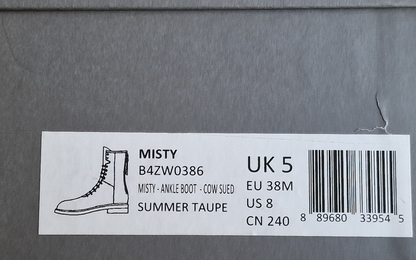 MISTY
B4ZW0386
MISTY - ANKLE BOOT - COW SUED
SUMMER TAUPE
UK 5
EU 38M
US 8
CN 240
8 89680 33954 5